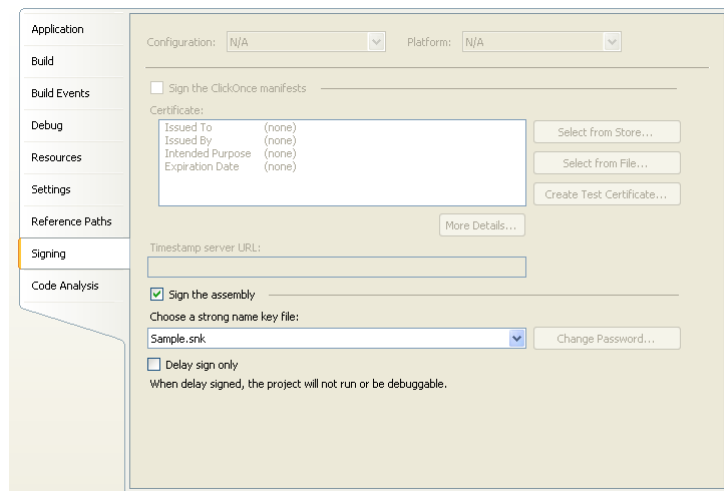 Application
Build
Build Events
Debug
Resources
Settings
Reference Paths
Signing
Code Analysis
Configuration: N/A Platform: N/A
Sign the ClickOnce manifests
Certificate:
Issued To (none)
Issued By (none)
Intended Purpose (none)
Expiration Date (none)
Select from Store...
Select from File...
Create Test Certificate...
More Details...
Timestamp server URL:
Sign the assembly
Choose a strong name key file:
Sample.snk
Change Password...
Delay sign only
When delay signed, the project will not run or be debuggable.